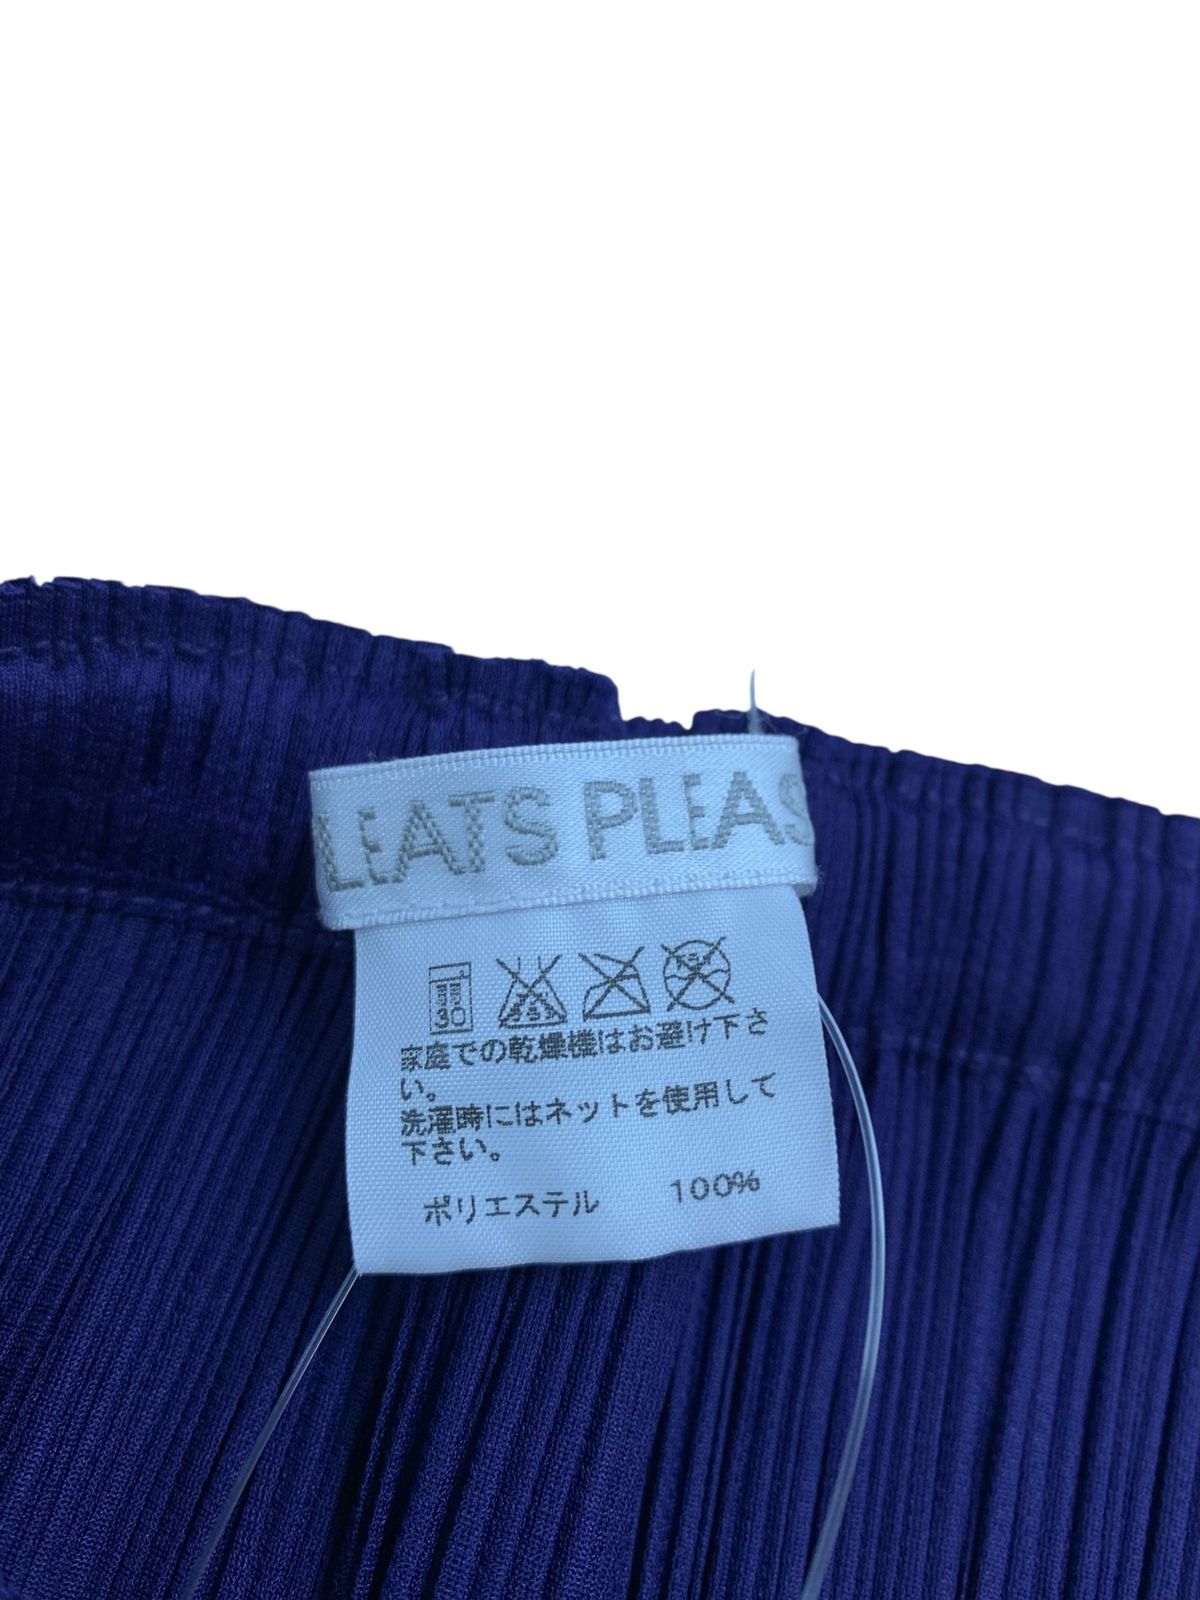 LEATS PLEAS
30
家庭での乾燥機はお避け下さ
い。
洗濯時にはネットを使用して
下さい。
ポリエステル 100%